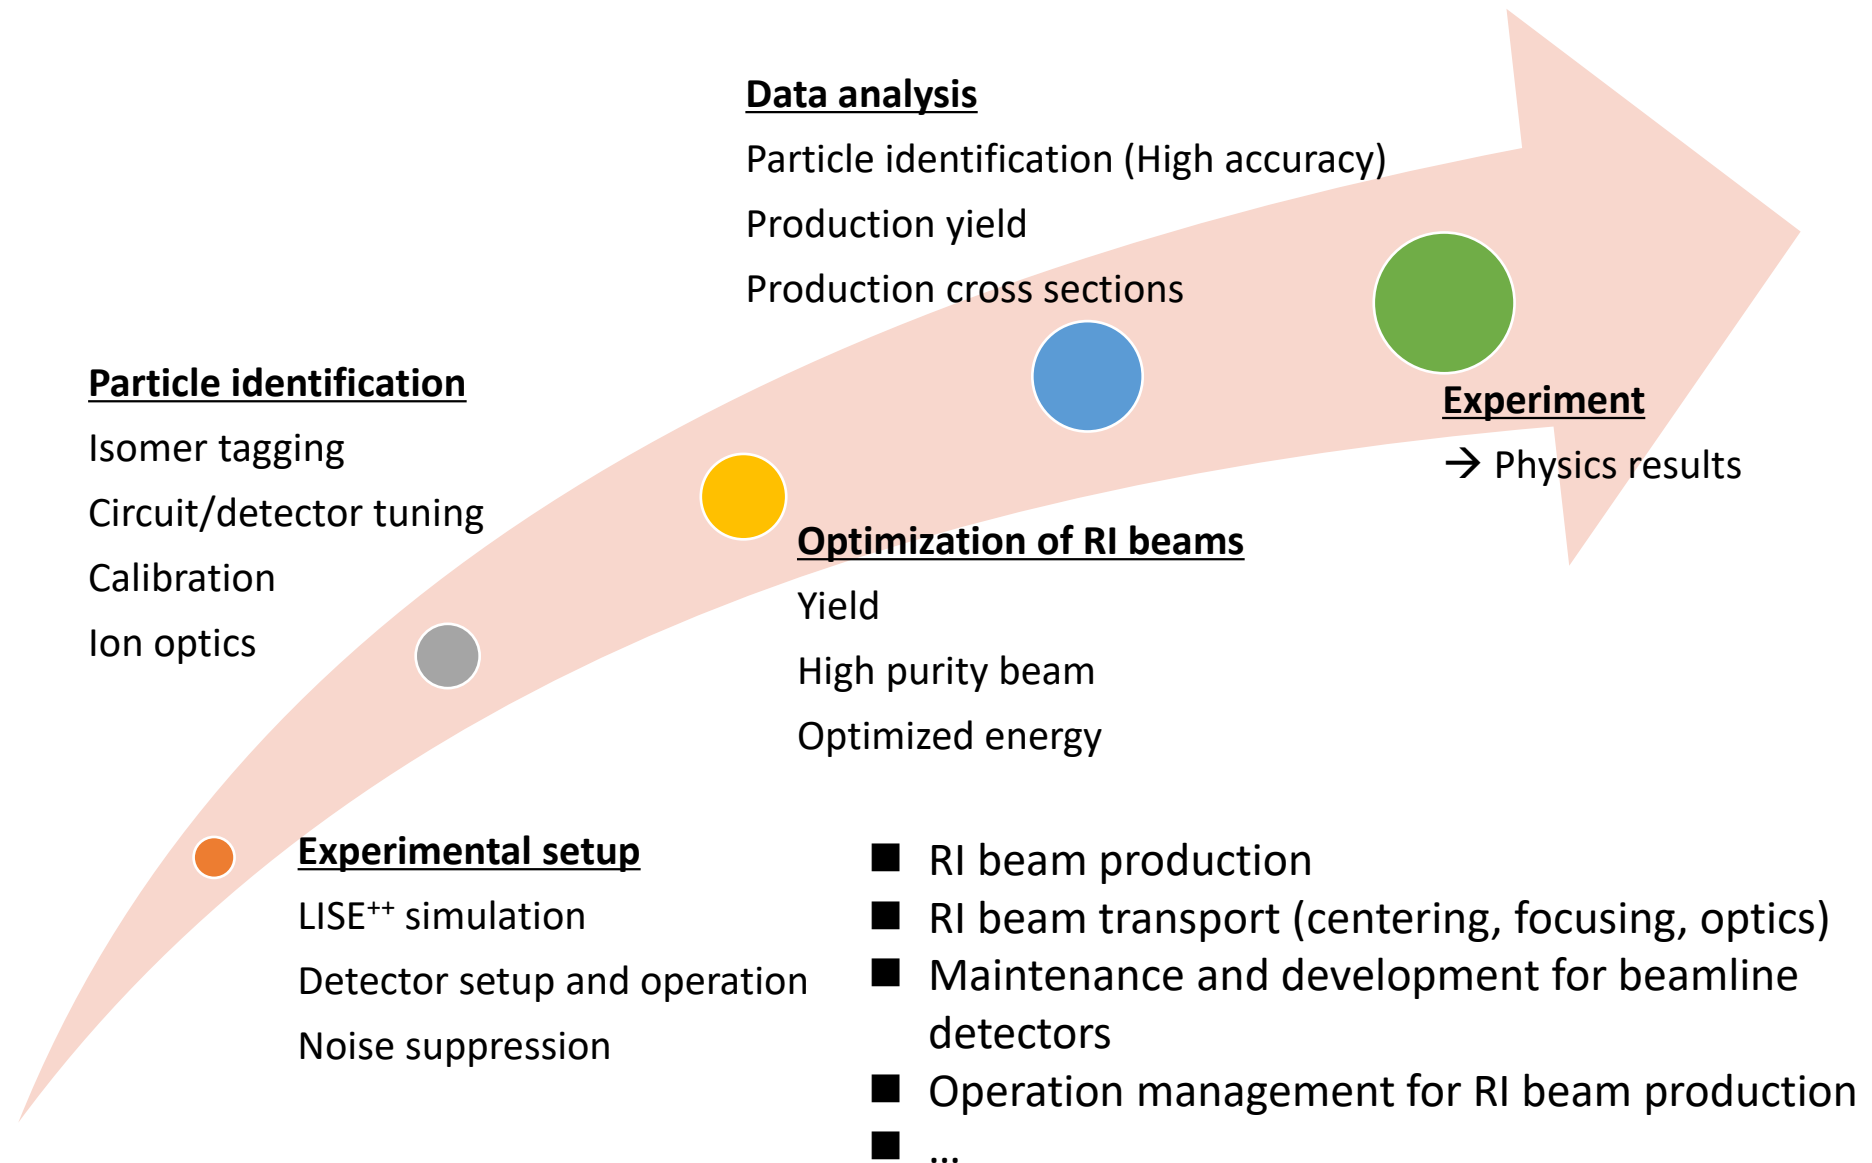 Data analysis
Particle identification (High accuracy)
Production yield
Production cross sections
Particle identification
Isomer tagging
Circuit/detector tuning
Calibration
Ion optics
Experiment
→ Physics results
Optimization of RI beams
Yield
High purity beam
Optimized energy
Experimental setup
LISE++ simulation
Detector setup and operation
Noise suppression
■ RI beam production
■ RI beam transport (centering, focusing, optics)
■ Maintenance and development for beamline
detectors
■ Operation management for RI beam production
■ ...